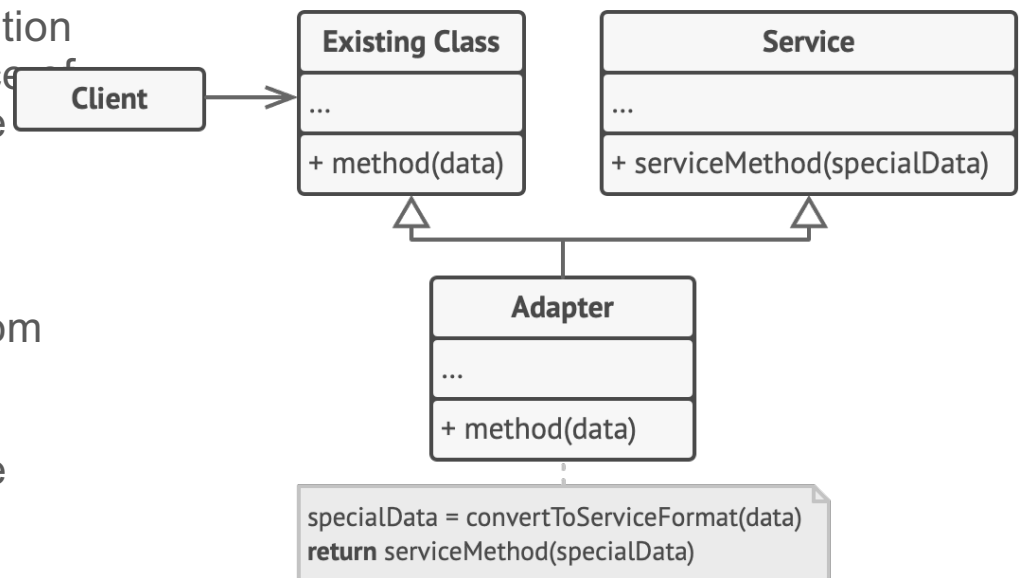 tion
Client
Existing Class
...
+ method(data)
Service
...
+ serviceMethod(specialData)
Adapter
...
+ method(data)
om
e
specialData = convertToServiceFormat(data)
return serviceMethod(specialData)